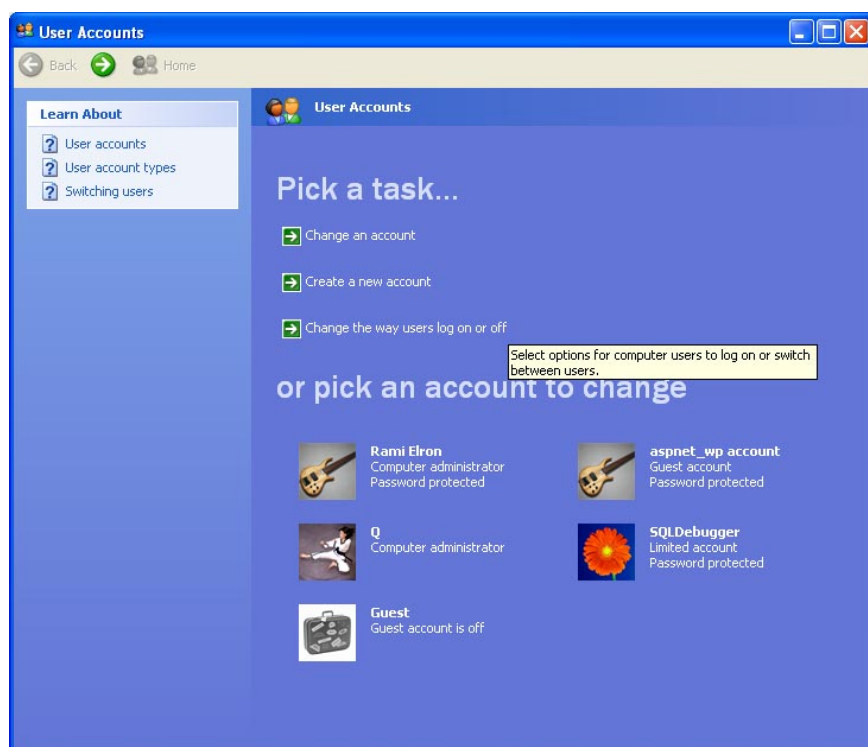 User Accounts
Back
Home
Learn About
User accounts
User account types
Switching users
User Accounts
Pick a task...
Change an account
Create a new account
Change the way users log on or off
Select options for computer users to log on or switch
between users.
or pick an account to change
Rami Elron
Computer administrator
Password protected
aspnet_wp account
Guest account
Password protected
Q
Computer administrator
SQLDebugger
Limited account
Password protected
Guest
Guest account is off